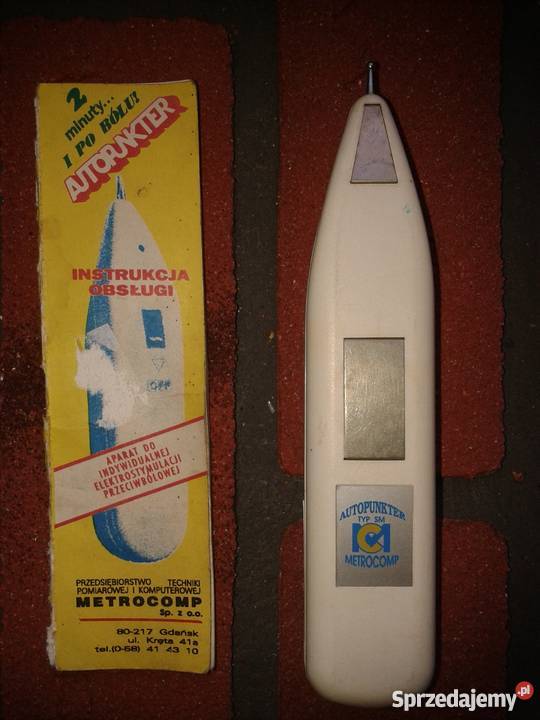 2
minuty...
I PO BÓLU!
AUTOPUNKTER
INSTRUKCJA
OBSŁUGI
OFF
APARAT DO
INDYWIDUALNEJ
ELEKTROSTYMULACJI
PRZECIWBÓLOWEJ
PRZEDSIĘBIORSTWO TECHNIKI
POMIAROWEJ I KOMPUTEROWEJ
METROCOMP
Sp. z o.o.
80-217 Gdańsk
ul. Kręta 41a
tel.(0-58) 41 43 10
AUTOPUNKTER
TYP SM
METROCOMP
Sprzedajemy.pl